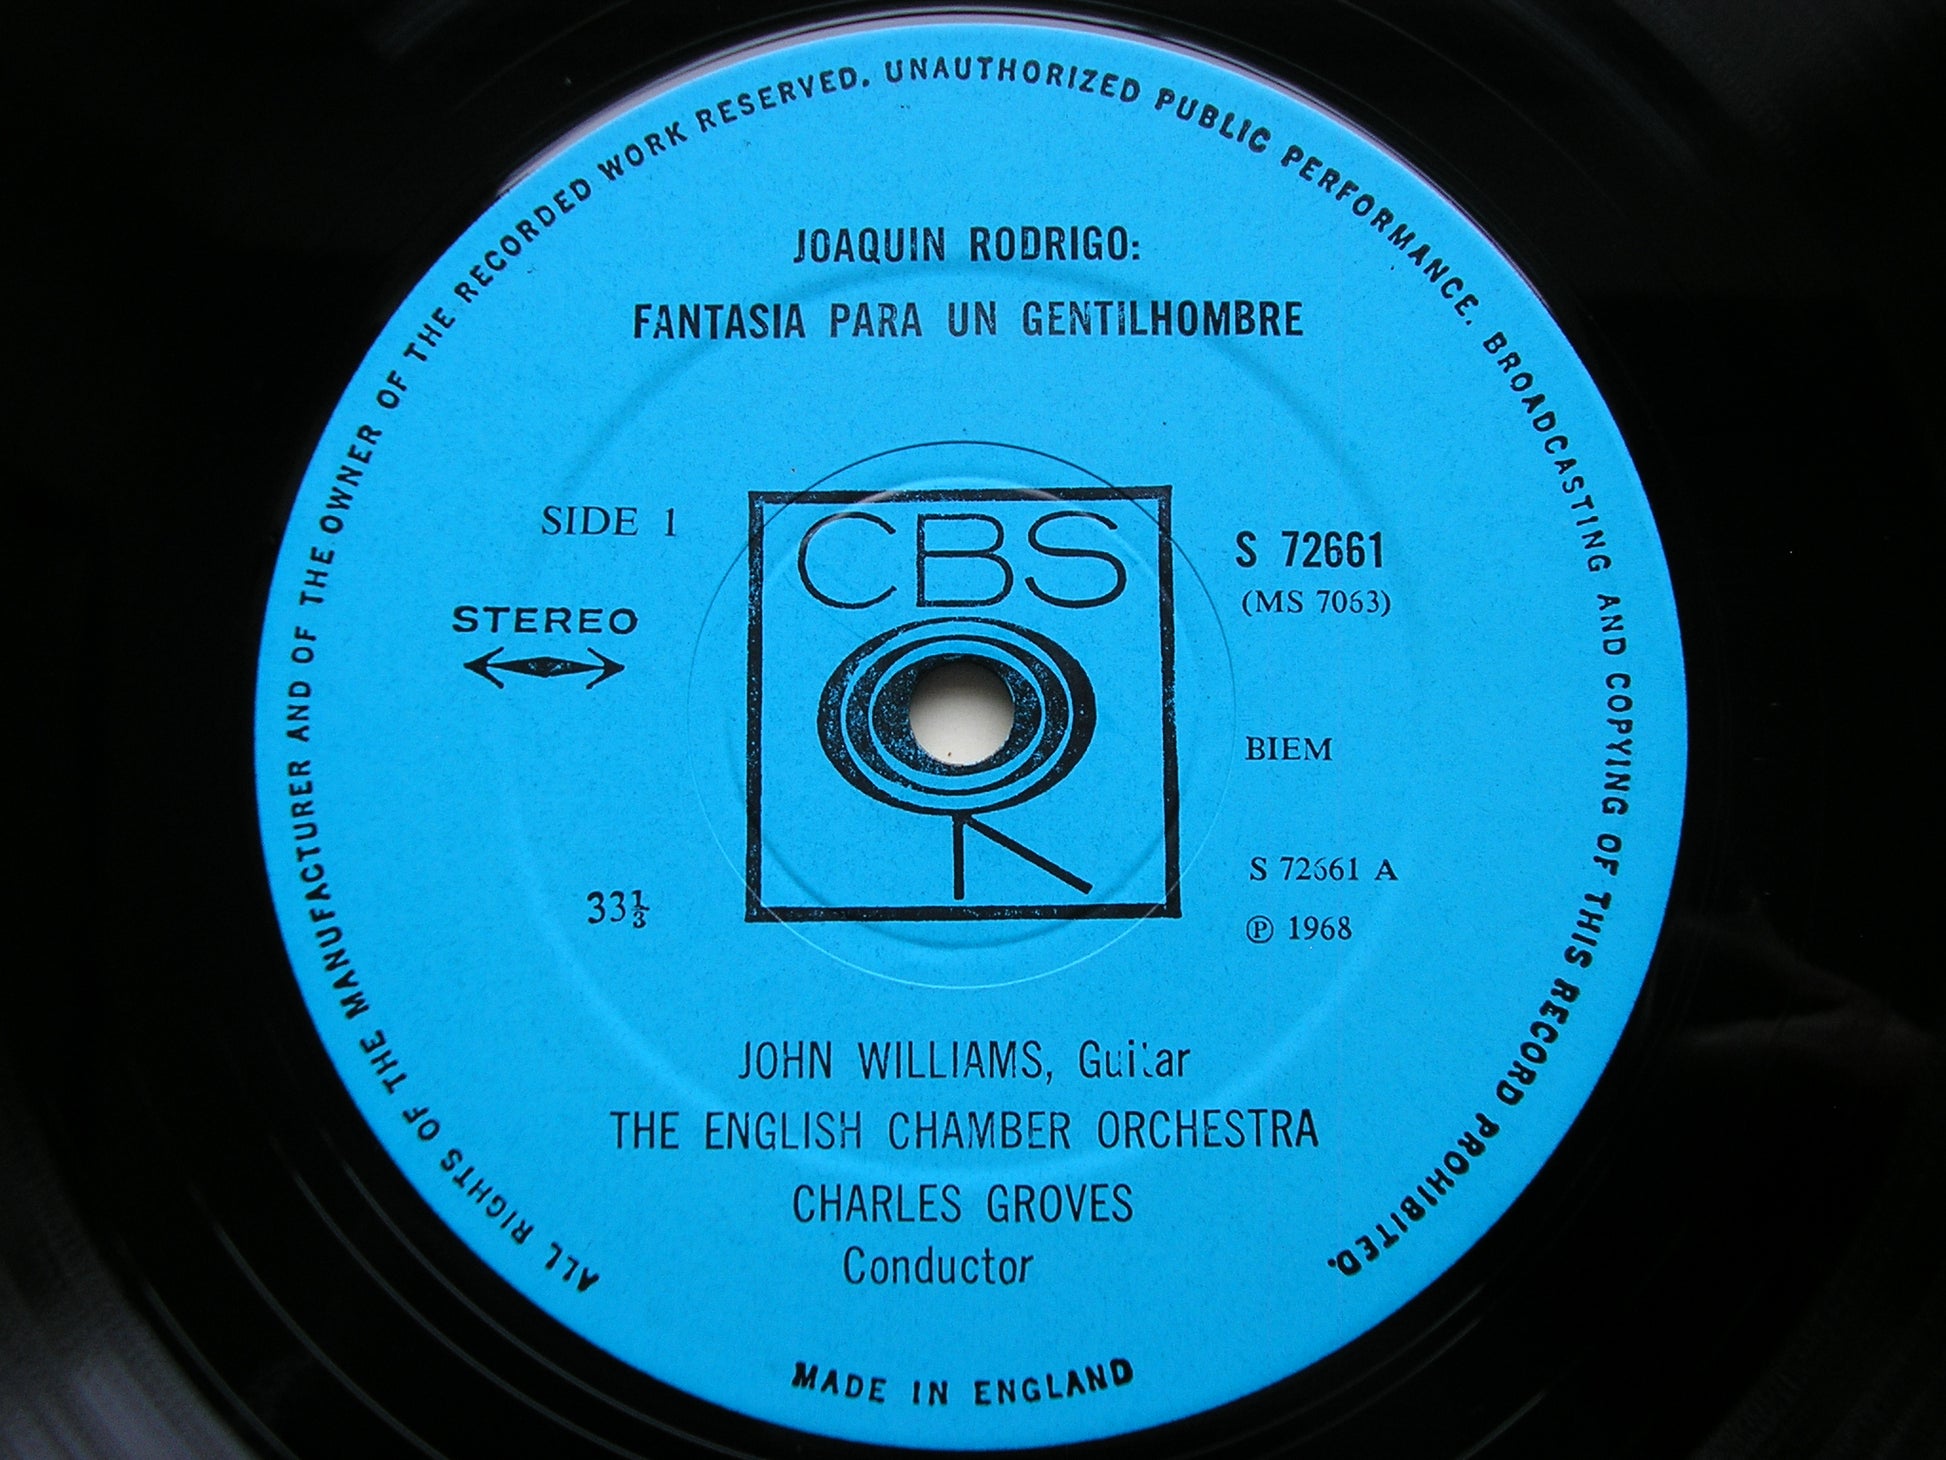 ALL RIGHTS OF THE MANUFACTURER AND OF THE OWNER OF THE RECORDED WORK RESERVED. UNAUTHORIZED PUBLIC PERFORMANCE. BROADCASTING AND COPYING OF THIS RECORD PROHIBITED.
JOAQUIN RODRIGO:
FANTASIA PARA UN GENTILHOMBRE
SIDE 1
STEREO
33⅓
CBS
S 72661
(MS 7063)
BIEM
S 72661 A
℗ 1968
JOHN WILLIAMS, Guitar
THE ENGLISH CHAMBER ORCHESTRA
CHARLES GROVES
Conductor
MADE IN ENGLAND